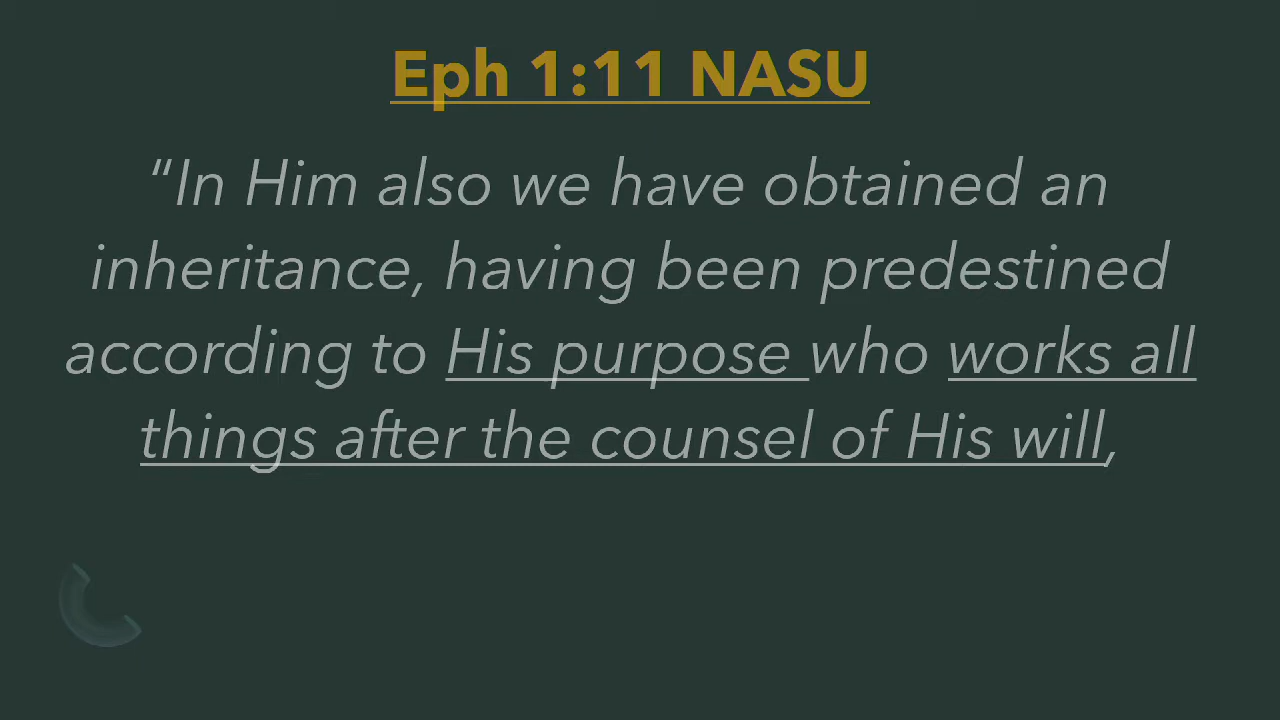 Eph 1:11 NASU
“In Him also we have obtained an
inheritance, having been predestined
according to His purpose who works all
things after the counsel of His will,